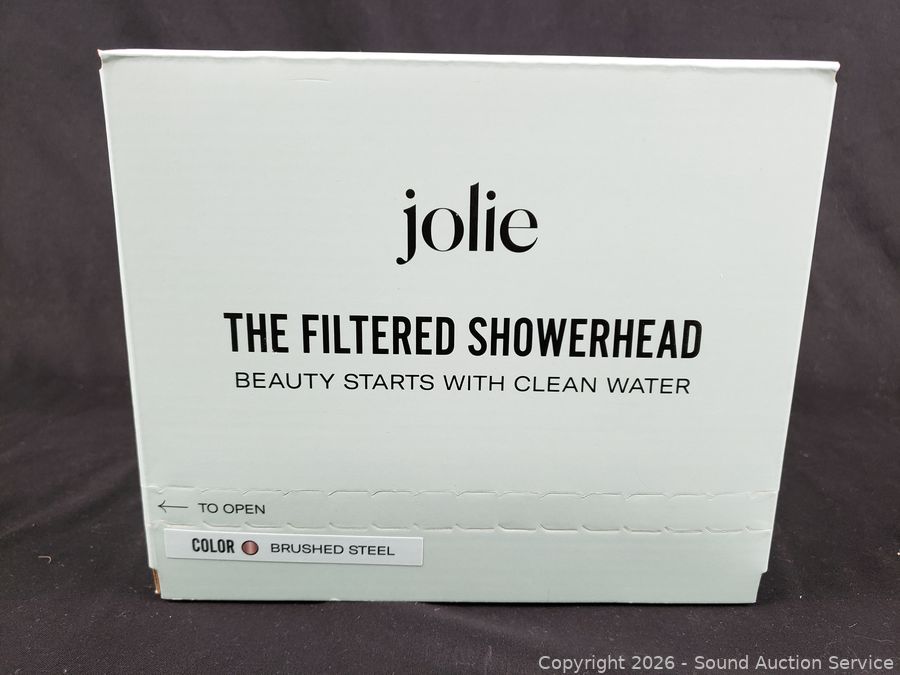 jolie
THE FILTERED SHOWERHEAD
BEAUTY STARTS WITH CLEAN WATER
← TO OPEN
COLOR BRUSHED STEEL
Copyright 2026 - Sound Auction Service